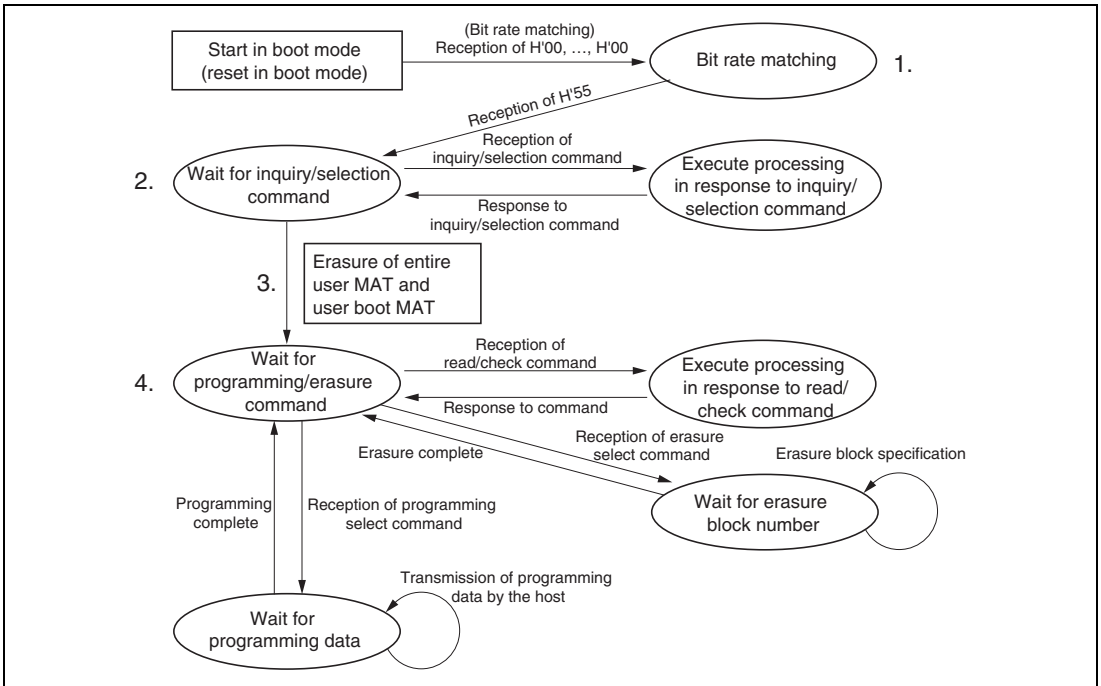 Start in boot mode
(reset in boot mode)
(Bit rate matching)
Reception of H'00, ..., H'00
Bit rate matching
1.
Reception of H'55
2.
Wait for inquiry/selection
command
Reception of
inquiry/selection command
Response to
inquiry/selection command
Execute processing
in response to inquiry/
selection command
3.
Erasure of entire
user MAT and
user boot MAT
4.
Wait for
programming/erasure
command
Reception of
read/check command
Response to command
Execute processing
in response to read/
check command
Erasure complete
Reception of erasure
select command
Erasure block specification
Wait for erasure
block number
Programming
complete
Reception of programming
select command
Transmission of programming
data by the host
Wait for
programming data